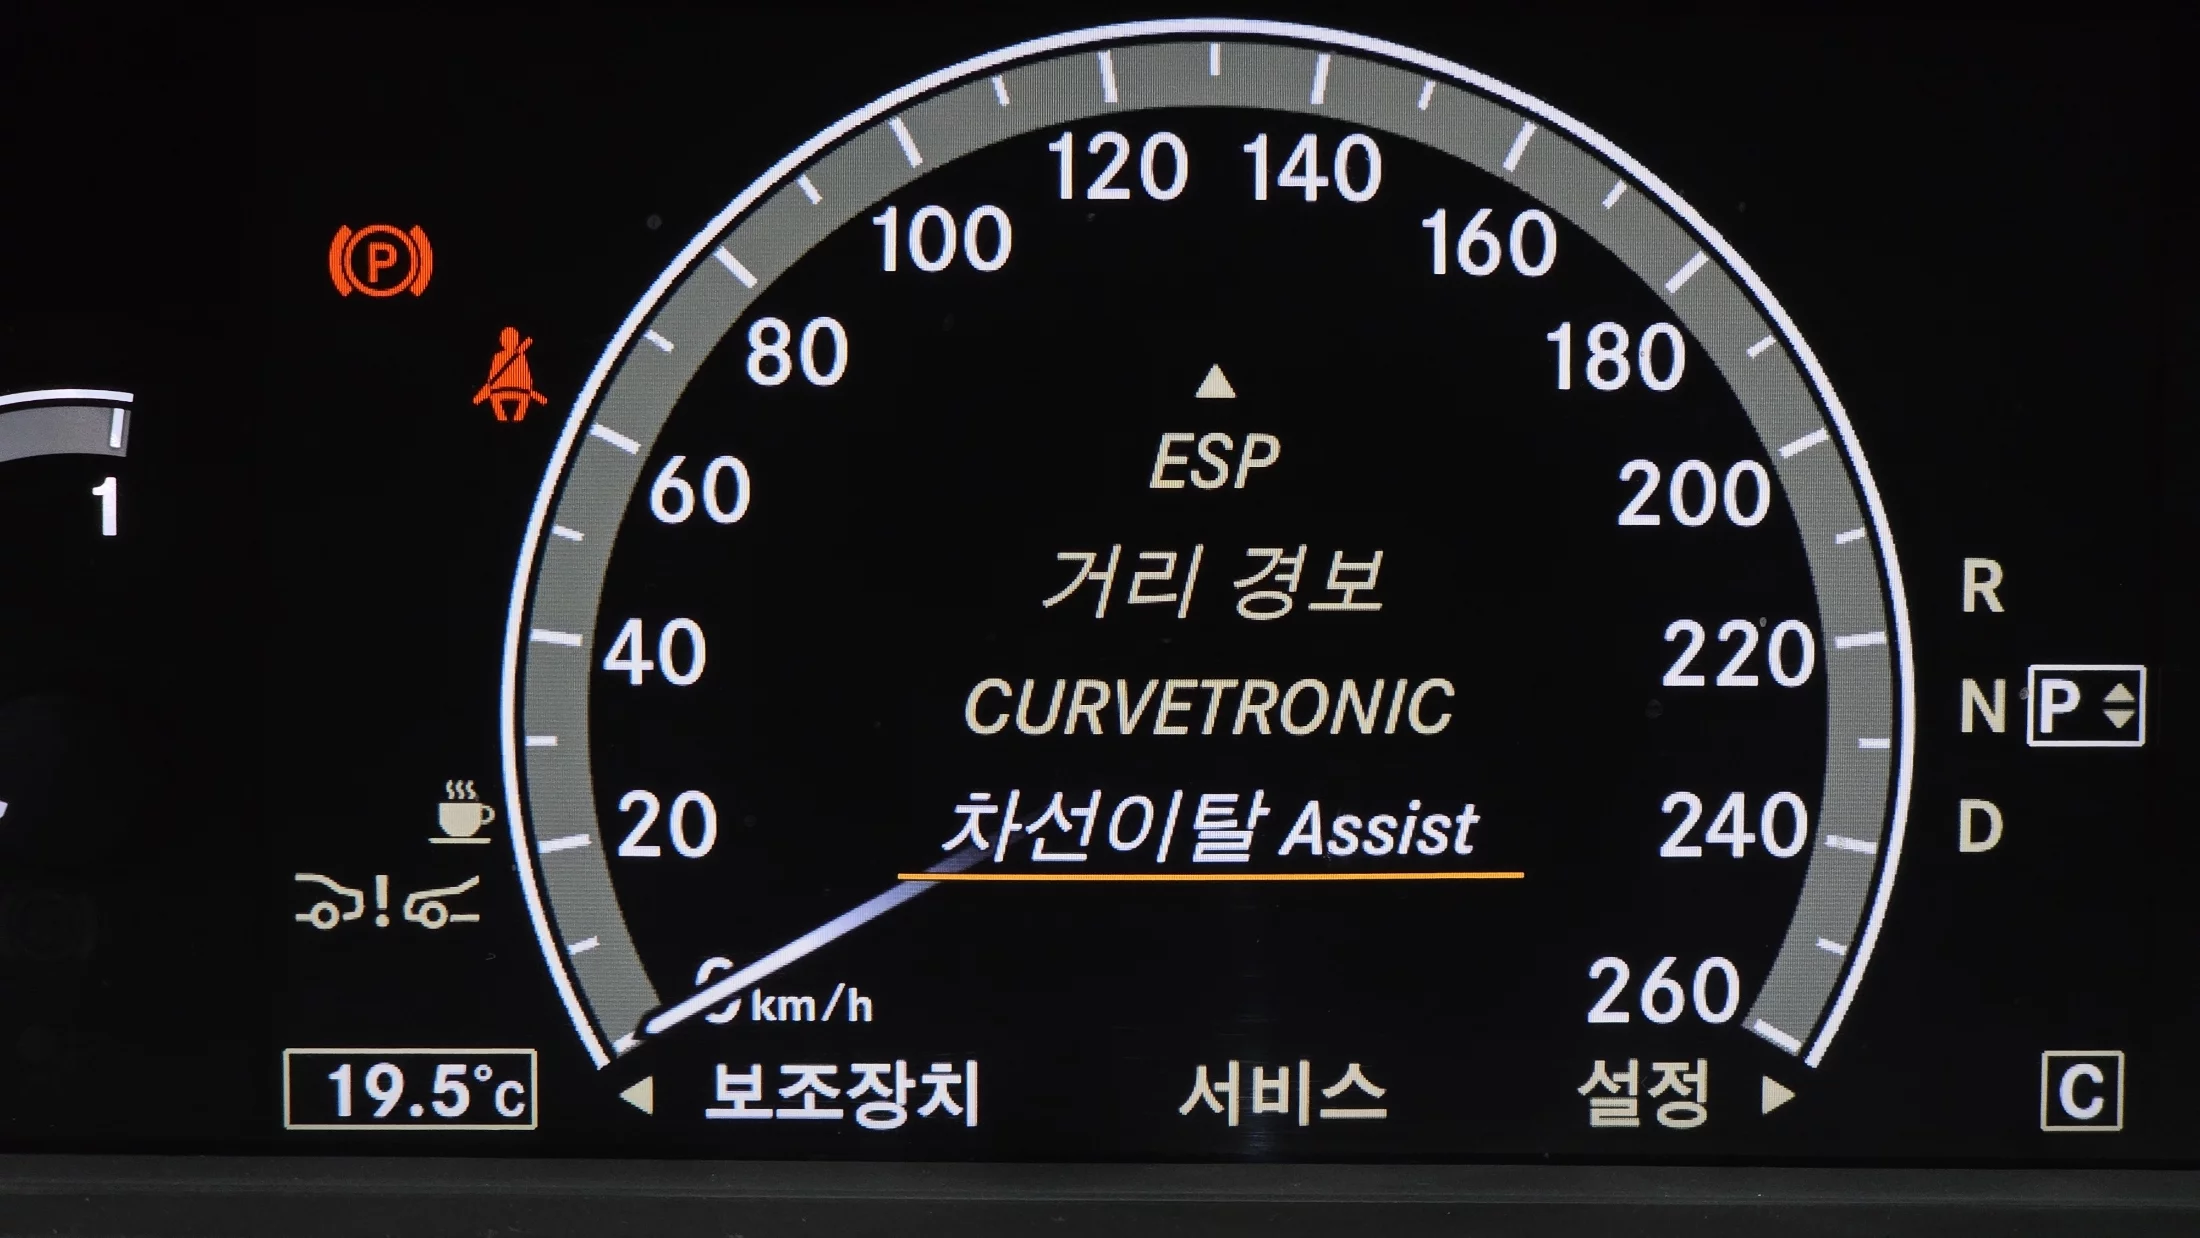 120 140
100 160
80 180
60 200
40 220
20 240
0 km/h 260
1
P
ESP
거리 경보
CURVETRONIC
차선이탈 Assist
R
N P
D
!
19.5°C
보조장치 서비스 설정
C